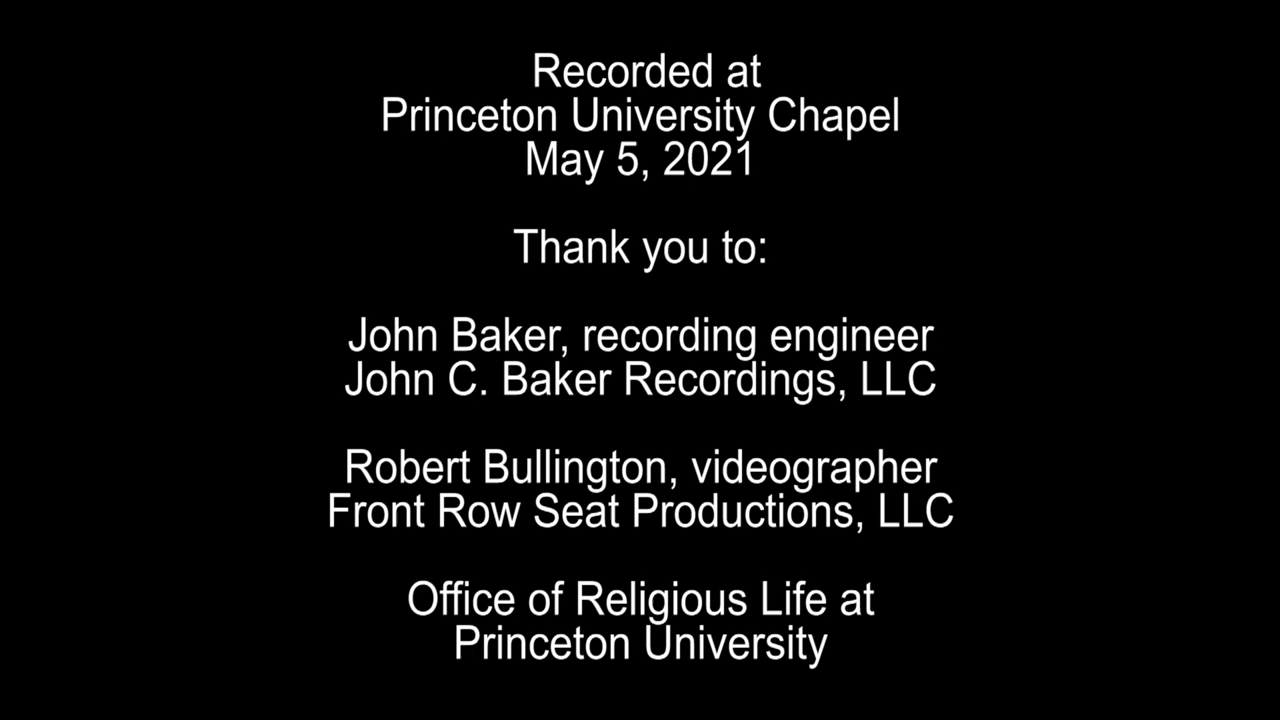 Recorded at
Princeton University Chapel
May 5, 2021
Thank you to:
John Baker, recording engineer
John C. Baker Recordings, LLC
Robert Bullington, videographer
Front Row Seat Productions, LLC
Office of Religious Life at
Princeton University